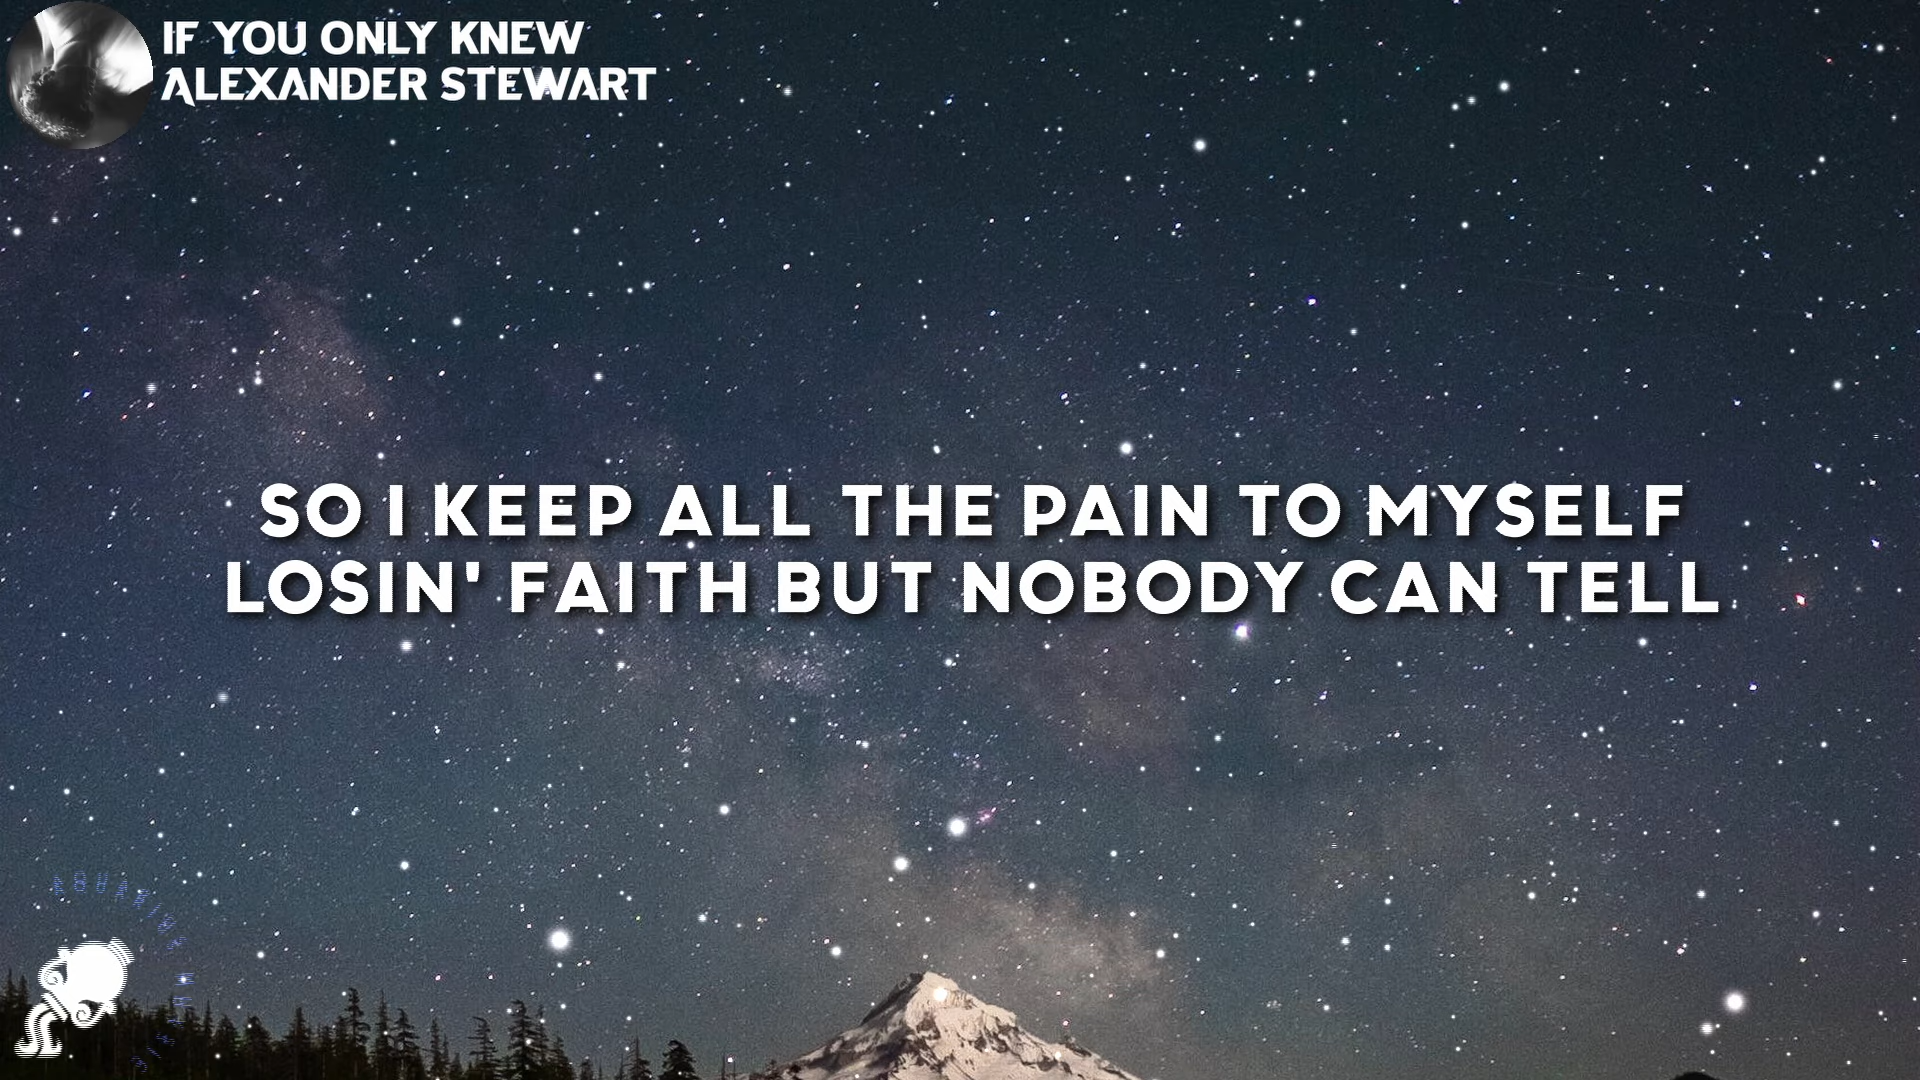 IF YOU ONLY KNEW
ALEXANDER STEWART
SO I KEEP ALL THE PAIN TO MYSELF
LOSIN' FAITH BUT NOBODY CAN TELL